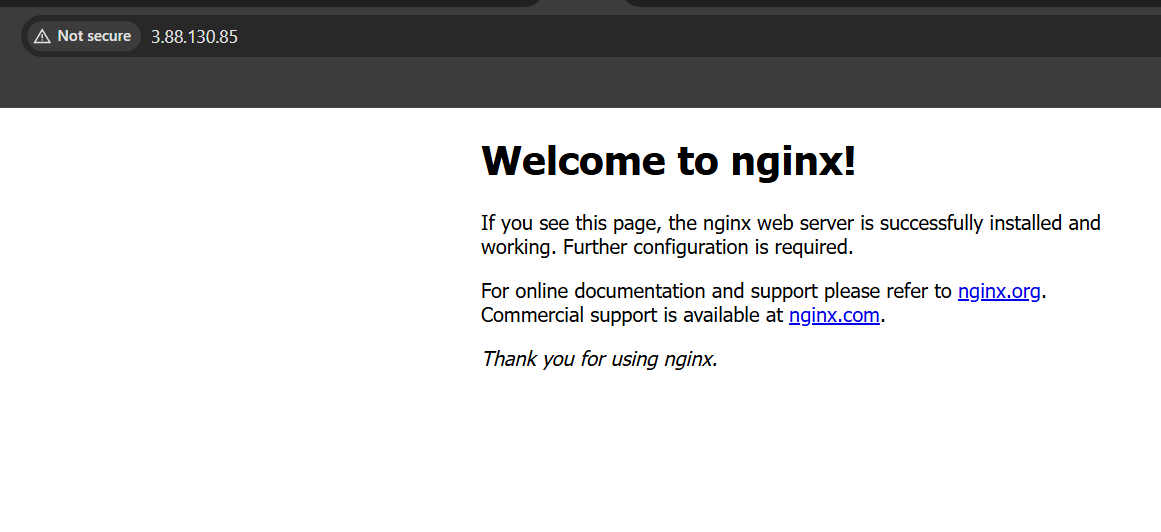 Not secure 3.88.130.85
Welcome to nginx!
If you see this page, the nginx web server is successfully installed and
working. Further configuration is required.
For online documentation and support please refer to nginx.org.
Commercial support is available at nginx.com.
Thank you for using nginx.